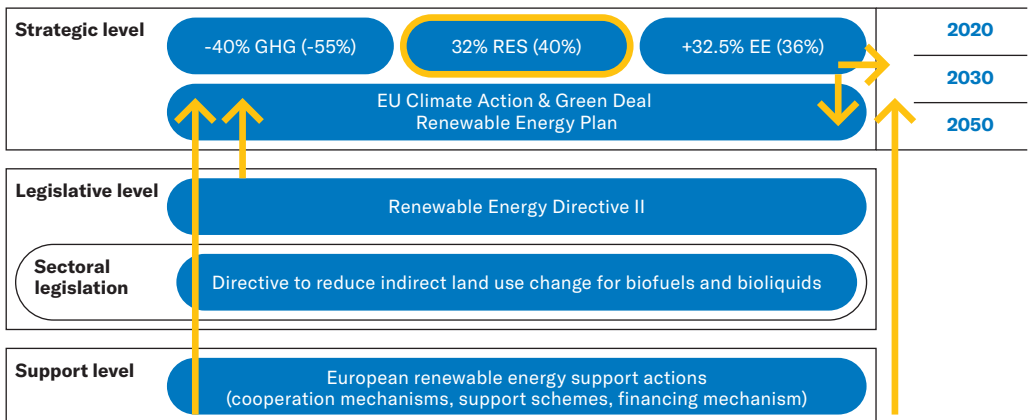 Strategic level
-40% GHG (-55%)
32% RES (40%)
+32.5% EE (36%)
2020
2030
2050
EU Climate Action & Green Deal
Renewable Energy Plan
Legislative level
Renewable Energy Directive II
Sectoral
legislation
Directive to reduce indirect land use change for biofuels and bioliquids
Support level
European renewable energy support actions
(cooperation mechanisms, support schemes, financing mechanism)